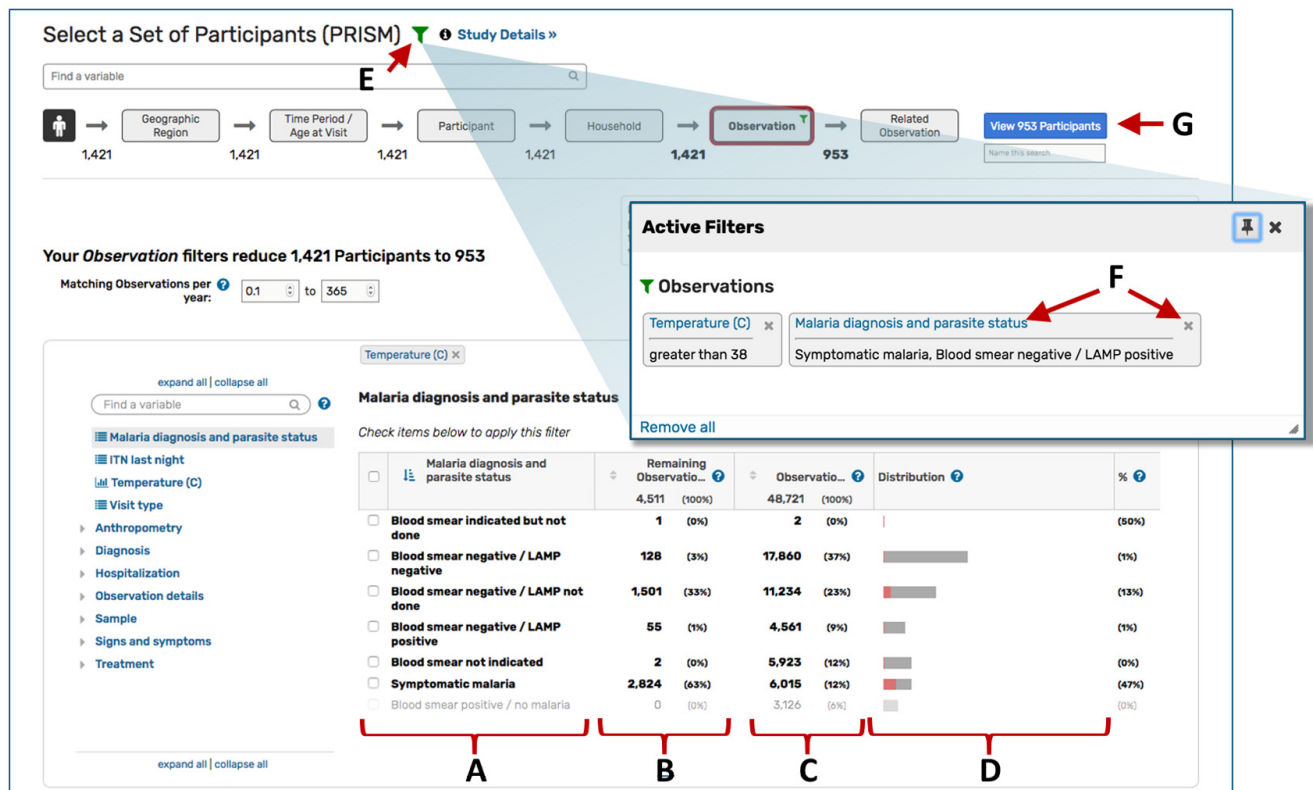 Select a Set of Participants (PRISM) Study Details »
E
Find a variable
Geographic Region
Time Period / Age at Visit
Participant
Household
Observation
Related Observation
View 953 Participants
G
1,421 1,421 1,421 1,421 1,421 953
Name this search
Your Observation filters reduce 1,421 Participants to 953
Matching Observations per year: 0.1 to 365
Active Filters
Observations
F
Temperature (C)
greater than 38
Malaria diagnosis and parasite status
Symptomatic malaria, Blood smear negative / LAMP positive
Remove all
expand all | collapse all
Find a variable
Malaria diagnosis and parasite status
ITN last night
Temperature (C)
Visit type
Anthropometry
Diagnosis
Hospitalization
Observation details
Sample
Signs and symptoms
Treatment
expand all | collapse all
Temperature (C)
Malaria diagnosis and parasite status
Check items below to apply this filter
Malaria diagnosis and parasite status
Remaining Observatio... Observatio... Distribution %
4,511 (100%) 48,721 (100%)
Blood smear indicated but not done 1 (0%) 2 (0%) (50%)
Blood smear negative / LAMP negative 128 (3%) 17,860 (37%) (1%)
Blood smear negative / LAMP not done 1,501 (33%) 11,234 (23%) (13%)
Blood smear negative / LAMP positive 55 (1%) 4,561 (9%) (1%)
Blood smear not indicated 2 (0%) 5,923 (12%) (0%)
Symptomatic malaria 2,824 (63%) 6,015 (12%) (47%)
Blood smear positive / no malaria 0 (0%) 3,126 (6%) (0%)
A B C D